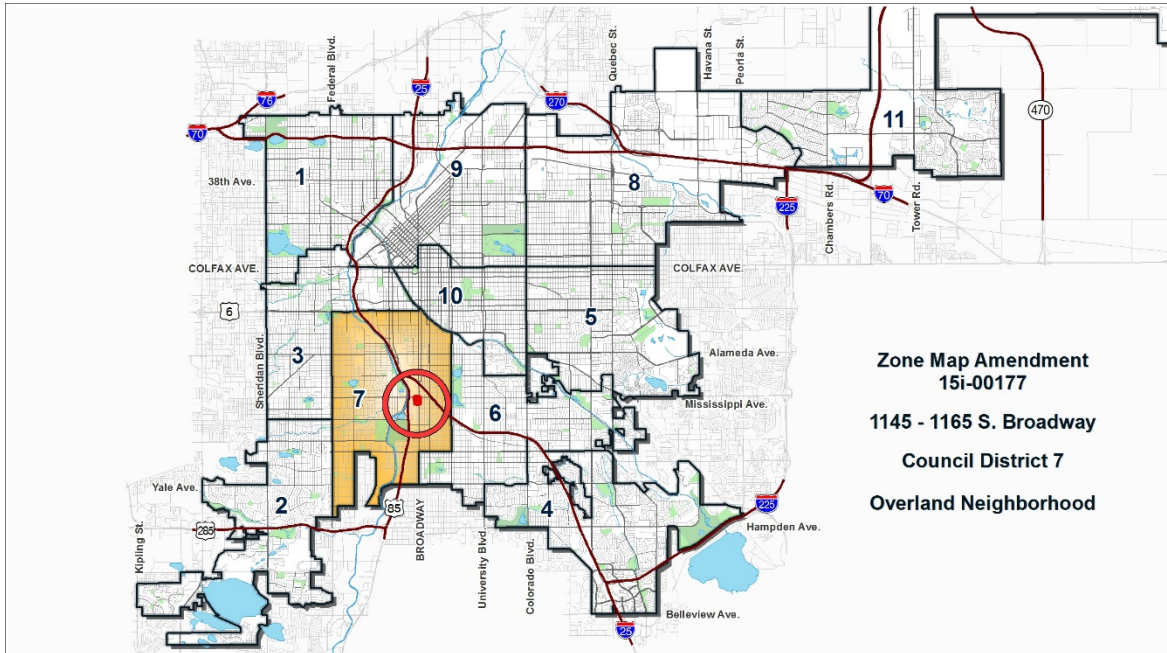 Federal Blvd.
Quebec St.
Havana St.
Peoria St.
76
25
270
70
11
470
1
9
8
38th Ave.
225
Chambers Rd.
70
Tower Rd.
COLFAX AVE.
COLFAX AVE.
10
5
6
Sheridan Blvd.
3
Alameda Ave.
7
6
Mississippi Ave.
Zone Map Amendment
15i-00177
1145 - 1165 S. Broadway
Council District 7
Overland Neighborhood
Yale Ave.
2
4
85
225
Kipling St.
285
BROADWAY
University Blvd
Colorado Blvd.
Hampden Ave.
Belleview Ave.
25